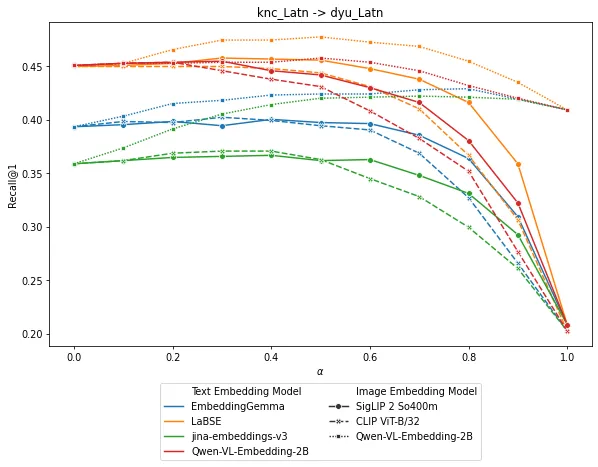 knc_Latn -> dyu_Latn
Recall@1
0.45
0.40
0.35
0.30
0.25
0.20
0.0 0.2 0.4 0.6 0.8 1.0
α
Text Embedding Model Image Embedding Model
EmbeddingGemma SigLIP 2 So400m
LaBSE CLIP ViT-B/32
jina-embeddings-v3 Qwen-VL-Embedding-2B
Qwen-VL-Embedding-2B